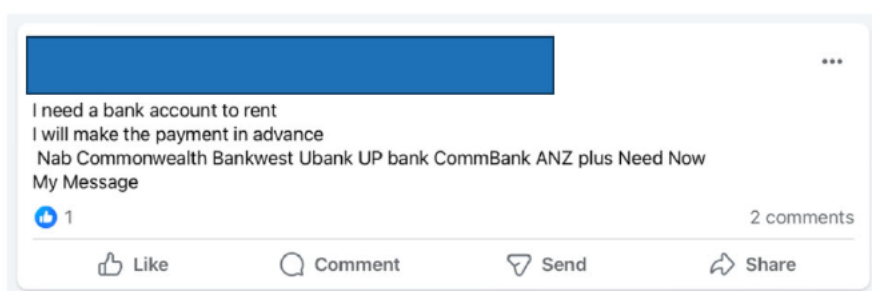 I need a bank account to rent
I will make the payment in advance
Nab Commonwealth Bankwest Ubank UP bank CommBank ANZ plus Need Now
My Message
1
2 comments
Like
Comment
Send
Share